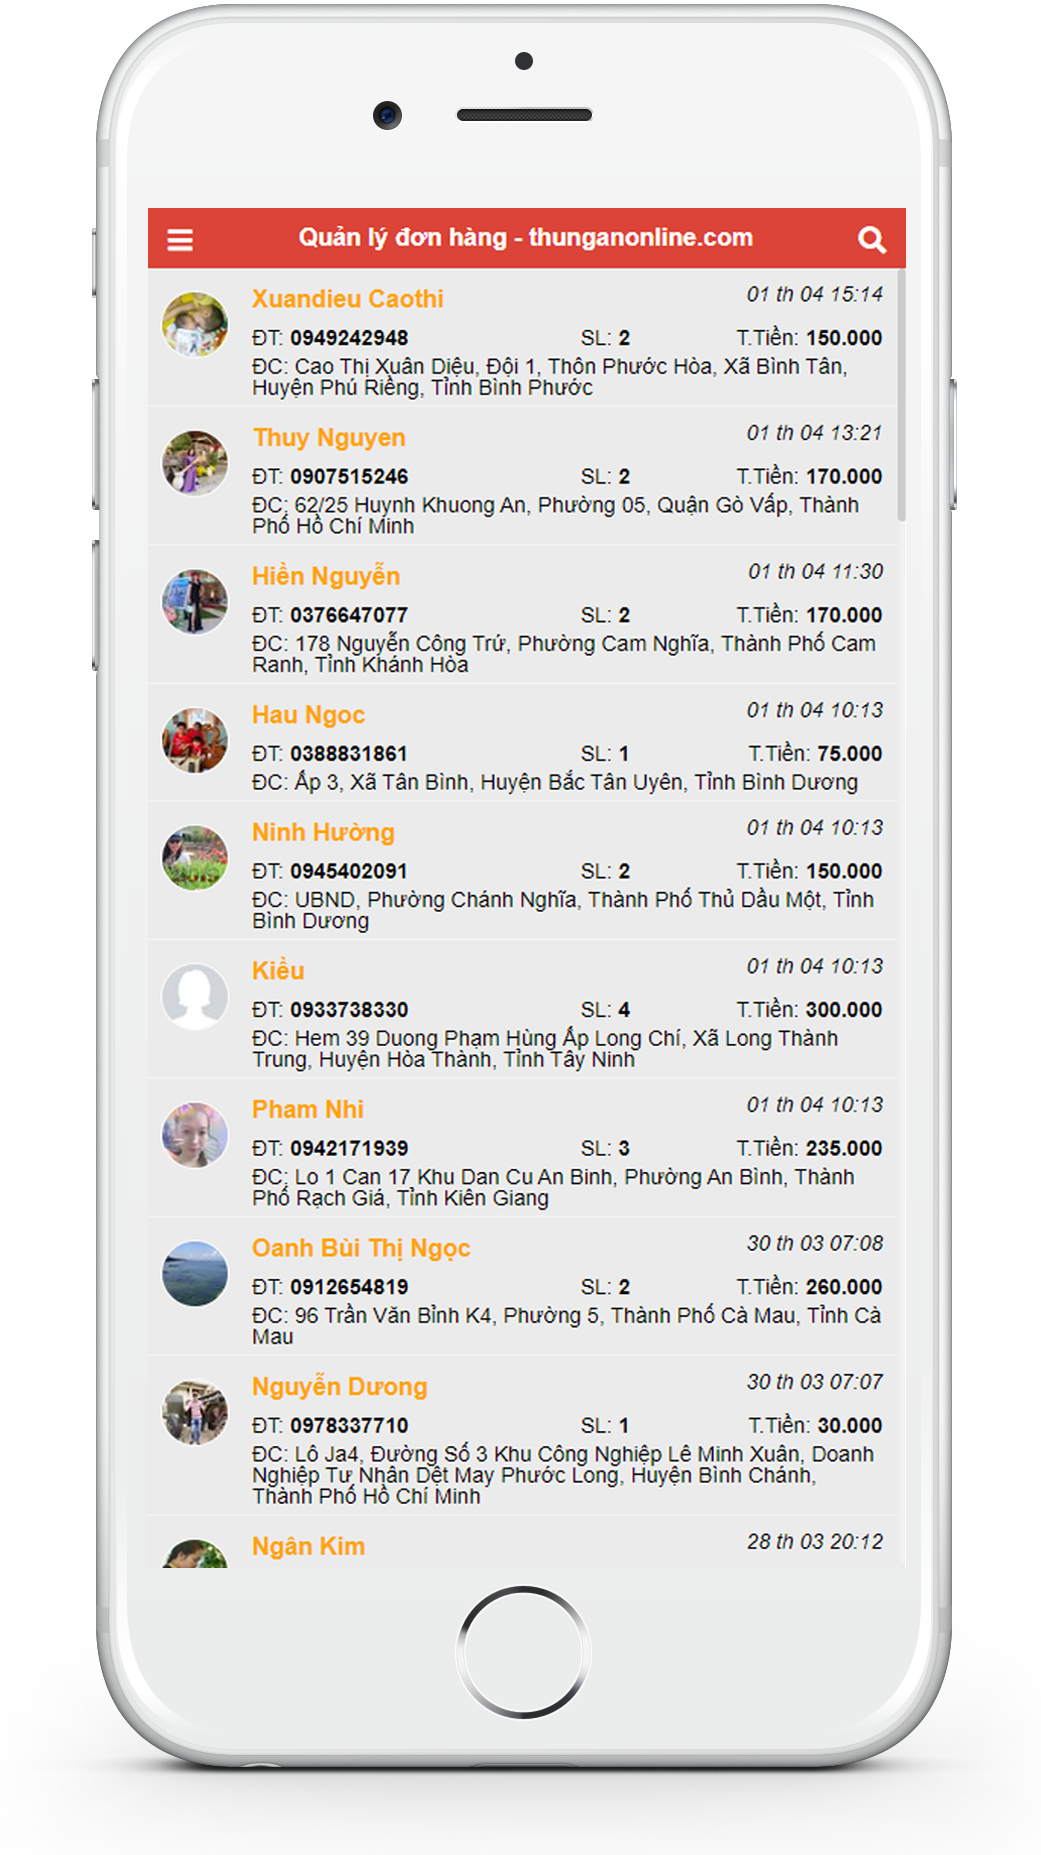 Quản lý đơn hàng - thunganonline.com
Xuandieu Caothi 01 th 04 15:14
ĐT: 0949242948 SL: 2 T.Tiền: 150.000
ĐC: Cao Thị Xuân Diệu, Đội 1, Thôn Phước Hòa, Xã Bình Tân,
Huyện Phú Riềng, Tỉnh Bình Phước
Thuy Nguyen 01 th 04 13:21
ĐT: 0907515246 SL: 2 T.Tiền: 170.000
ĐC: 62/25 Huynh Khuong An, Phường 05, Quận Gò Vấp, Thành
Phố Hồ Chí Minh
Hiền Nguyễn 01 th 04 11:30
ĐT: 0376647077 SL: 2 T.Tiền: 170.000
ĐC: 178 Nguyễn Công Trứ, Phường Cam Nghĩa, Thành Phố Cam
Ranh, Tỉnh Khánh Hòa
Hau Ngoc 01 th 04 10:13
ĐT: 0388831861 SL: 1 T.Tiền: 75.000
ĐC: Ấp 3, Xã Tân Bình, Huyện Bắc Tân Uyên, Tỉnh Bình Dương
Ninh Hường 01 th 04 10:13
ĐT: 0945402091 SL: 2 T.Tiền: 150.000
ĐC: UBND, Phường Chánh Nghĩa, Thành Phố Thủ Dầu Một, Tỉnh
Bình Dương
Kiều 01 th 04 10:13
ĐT: 0933738330 SL: 4 T.Tiền: 300.000
ĐC: Hem 39 Duong Phạm Hùng Ấp Long Chí, Xã Long Thành
Trung, Huyện Hòa Thành, Tỉnh Tây Ninh
Pham Nhi 01 th 04 10:13
ĐT: 0942171939 SL: 3 T.Tiền: 235.000
ĐC: Lo 1 Can 17 Khu Dan Cu An Binh, Phường An Bình, Thành
Phố Rạch Giá, Tỉnh Kiên Giang
Oanh Bùi Thị Ngọc 30 th 03 07:08
ĐT: 0912654819 SL: 2 T.Tiền: 260.000
ĐC: 96 Trần Văn Bỉnh K4, Phường 5, Thành Phố Cà Mau, Tỉnh Cà
Mau
Nguyễn Dương 30 th 03 07:07
ĐT: 0978337710 SL: 1 T.Tiền: 30.000
ĐC: Lô Ja4, Đường Số 3 Khu Công Nghiệp Lê Minh Xuân, Doanh
Nghiệp Tư Nhân Dệt May Phước Long, Huyện Bình Chánh,
Thành Phố Hồ Chí Minh
Ngân Kim 28 th 03 20:12